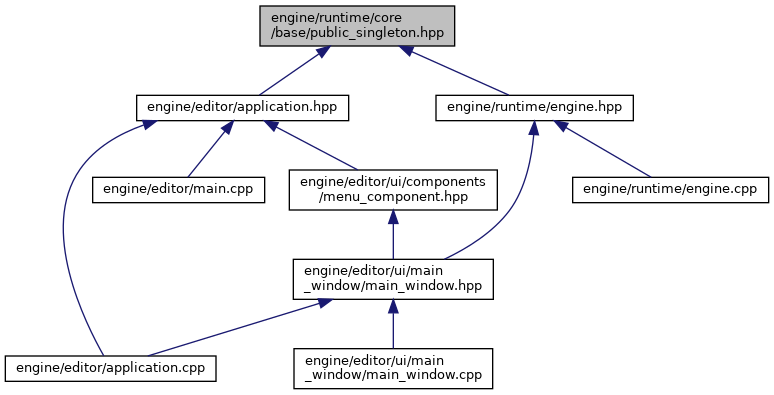 engine/runtime/core
/base/public_singleton.hpp
engine/editor/application.hpp
engine/runtime/engine.hpp
engine/editor/main.cpp
engine/editor/ui/components
/menu_component.hpp
engine/runtime/engine.cpp
engine/editor/ui/main
_window/main_window.hpp
engine/editor/application.cpp
engine/editor/ui/main
_window/main_window.cpp